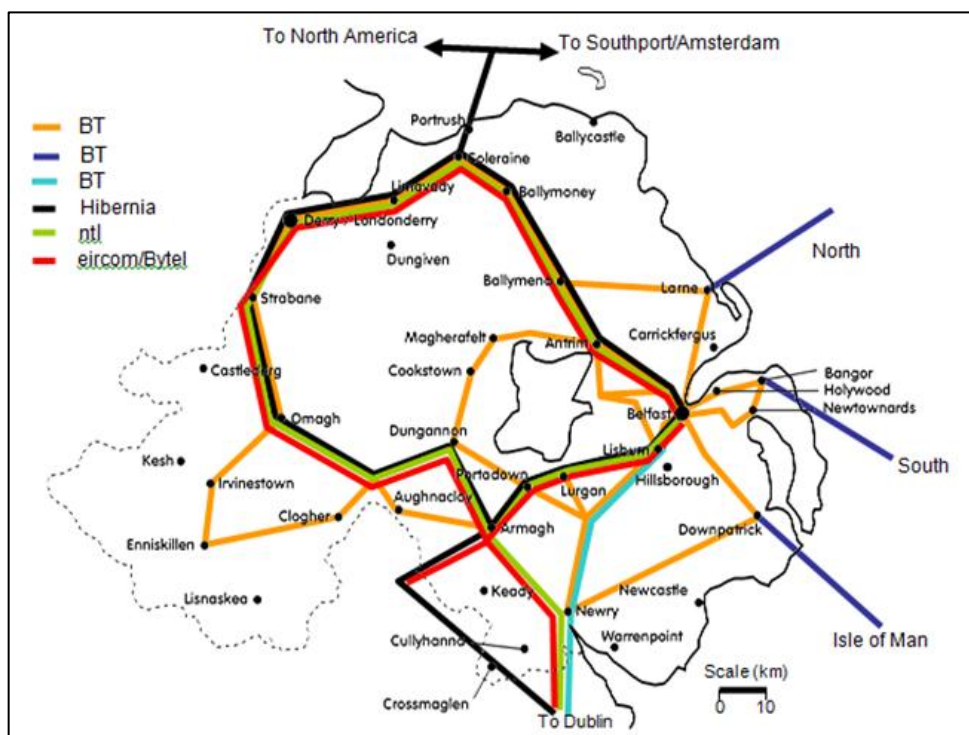 To North America
To Southport/Amsterdam
BT
BT
BT
Hibernia
ntl
eircom/Bytel
Portrush
Ballycastle
Coleraine
Limavady
Ballymoney
Derry / Londonderry
Dungiven
North
Ballymena
Larne
Strabane
Magherafelt
Antrim
Carrickfergus
Bangor
Holywood
Newtownards
Castlederg
Cookstown
Belfast
Omagh
Dungannon
Lisburn
Kesh
Portadown
Hillsborough
South
Irvinestown
Aughnacloy
Lurgan
Clogher
Armagh
Downpatrick
Enniskillen
Lisnaskea
Keady
Newry
Newcastle
Isle of Man
Cullyhanna
Warrenpoint
Crossmaglen
Scale (km)
0 10
To Dublin